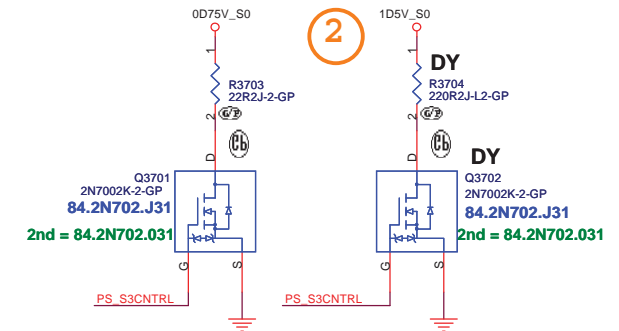 0D75V_S0
1D5V_S0
2
1
1
DY
R3703
22R2J-2-GP
R3704
220R2J-L2-GP
2
2
D
D
DY
Q3701
2N7002K-2-GP
84.2N702.J31
2nd = 84.2N702.031
Q3702
2N7002K-2-GP
84.2N702.J31
2nd = 84.2N702.031
G
S
G
S
PS_S3CNTRL
PS_S3CNTRL